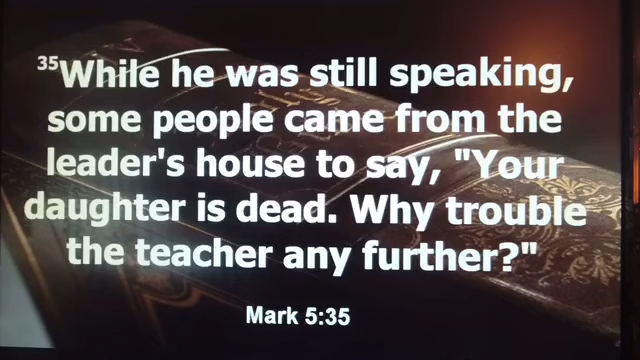 35While he was still speaking,
some people came from the
leader's house to say, "Your
daughter is dead. Why trouble
the teacher any further?"
Mark 5:35